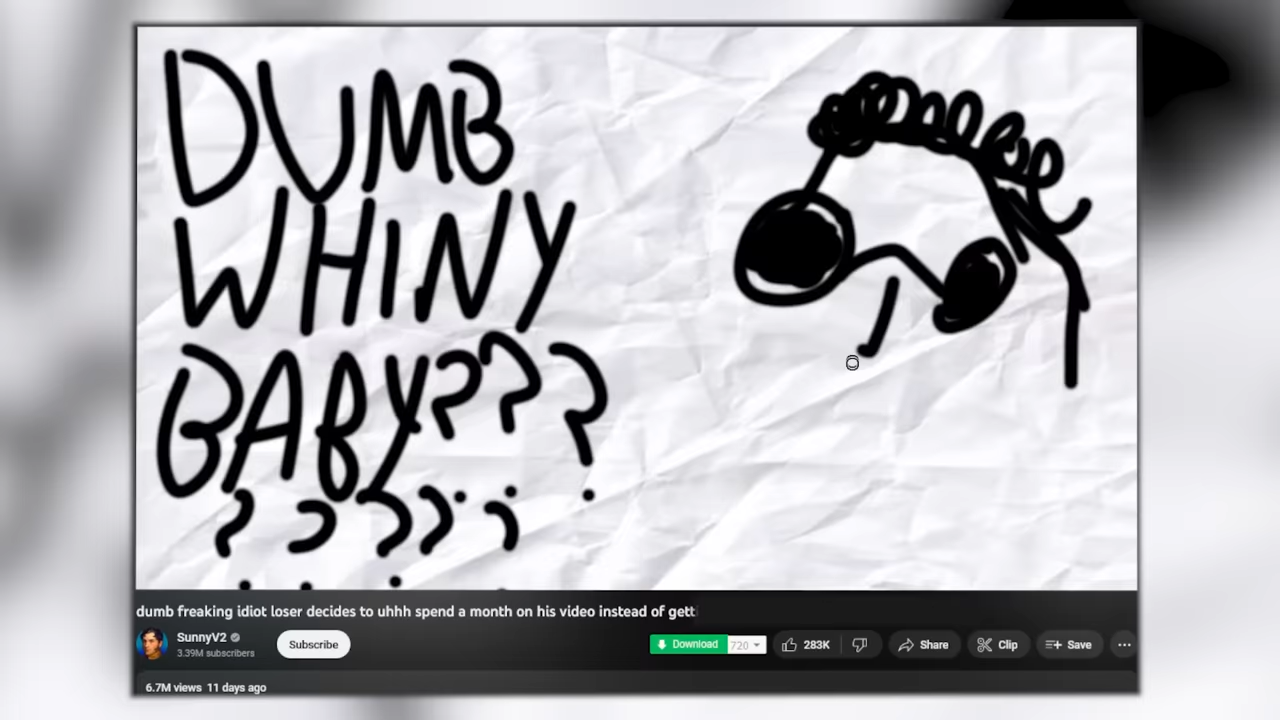 DUMB
WHINY
BABY???
?????
dumb freaking idiot loser decides to uhhh spend a month on his video instead of gett
SunnyV2
3.39M subscribers
Subscribe
Download 720
283K
Share
Clip
Save
6.7M views 11 days ago